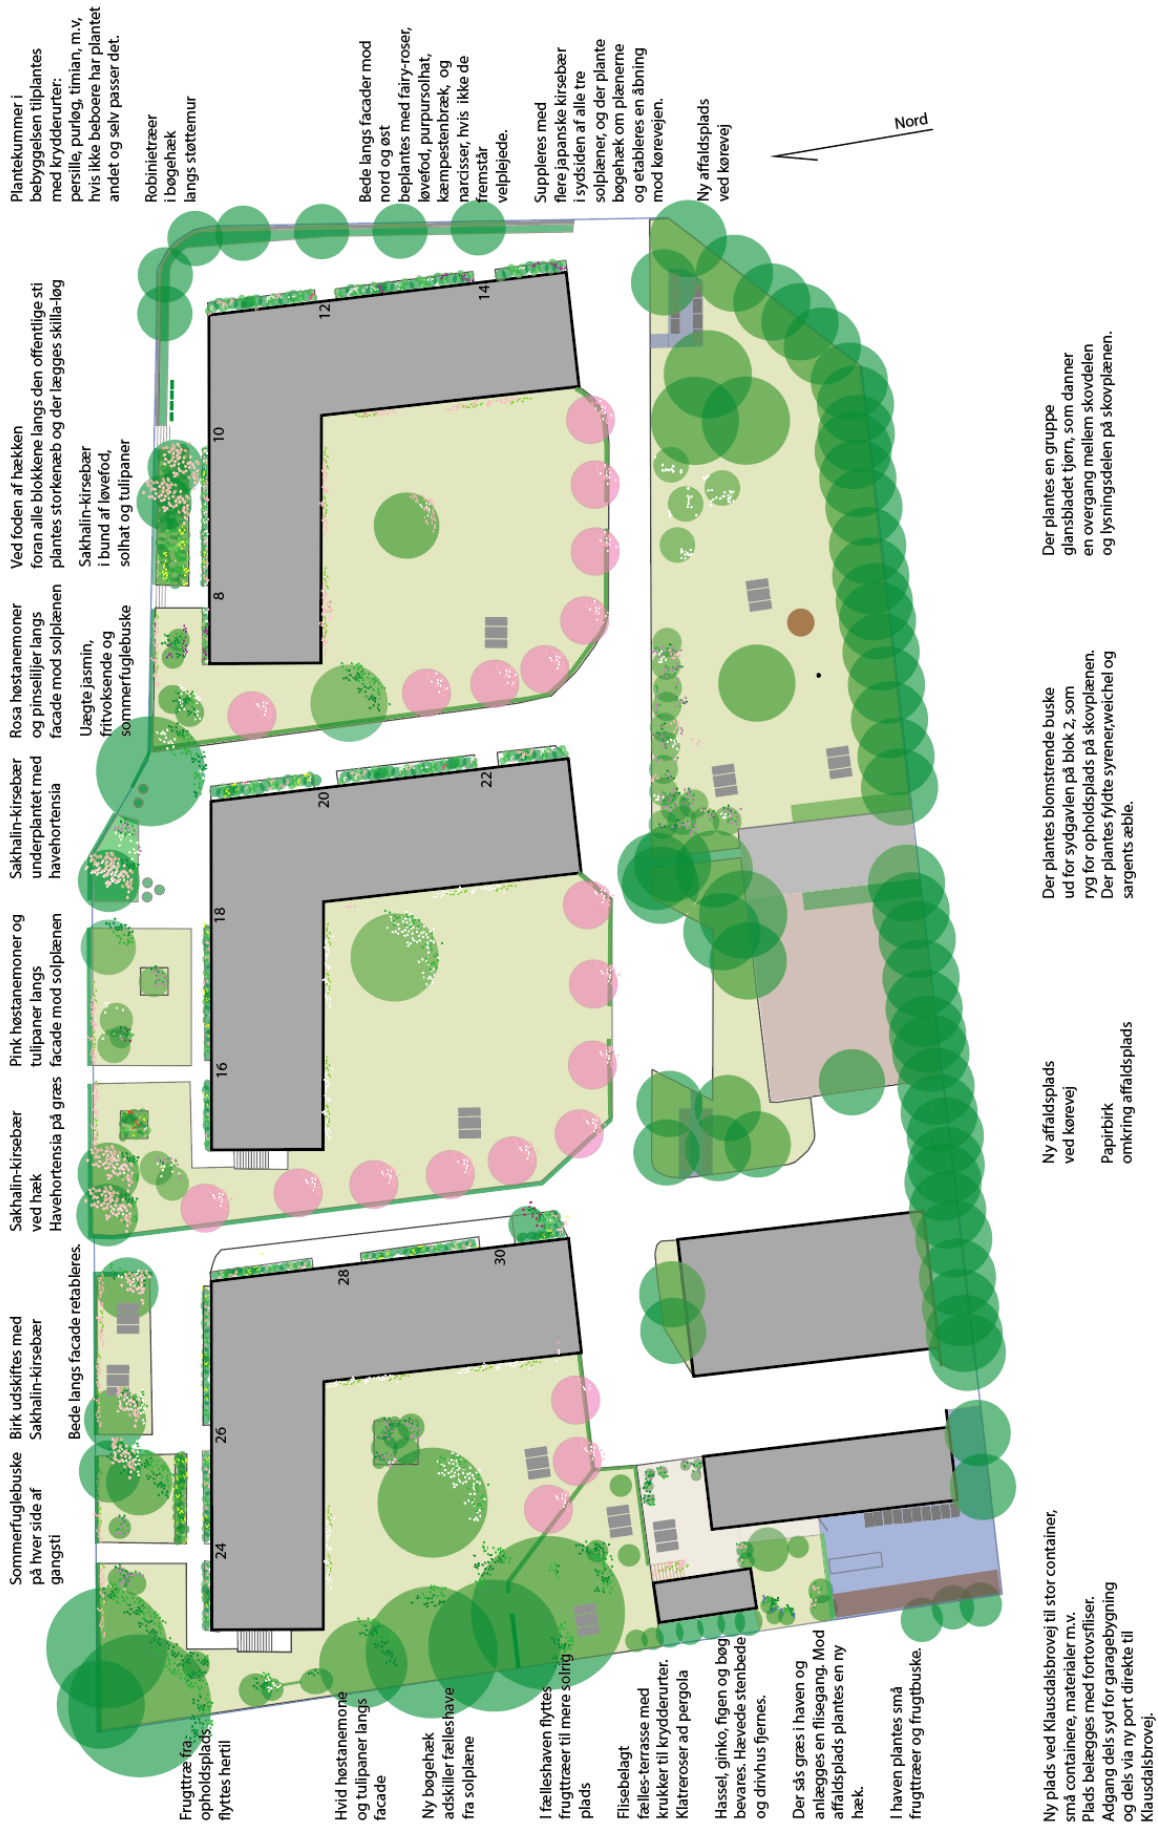 Sommerfuglebuske
på hver side af
gangsti
Birk udskiftes med
Sakhalin-kirsebær
Bede langs facade retableres.
Sakhalin-kirsebær
ved hæk
Havehortensia på græs
Pink høstanemoner og
tulipaner langs
facade mod solplænen
Sakhalin-kirsebær
underplantet med
havehortensia
Rosa høstanemoner
og pinseliljer langs
facade mod solplænen
Uægte jasmin,
fritvoksende og
sommerfuglebuske
Ved foden af hækken
foran alle blokkene langs den offentlige sti
plantes storkenæb og der lægges skilla-løg
Sakhalin-kirsebær
i bund af løvefod,
solhat og tulipaner
Plantekummer i
bebyggelsen tilplantes
med krydderurter:
persille, purløg, timian, m.v,
hvis ikke beboere har plantet
andet og selv passer det.
Robinietræer
i bøgehæk
langs støttemur
24
26
28
30
16
18
20
22
8
10
12
14
Bede langs facader mod
nord og øst
beplantes med fairy-roser,
løvefod, purpursolhat,
kæmpestenbræk, og
narcisser, hvis ikke de
fremstår
velplejede.
Suppleres med
flere japanske kirsebær
i sydsiden af alle tre
solplæner, og der plante
bøgehæk om plænerne
og etableres en åbning
mod kørevejen.
Ny affaldsplads
ved kørevej
Nord
Frugttræ fra
opholdsplads
flyttes hertil
Hvid høstanemone
og tulipaner langs
facade
Ny bøgehæk
adskiller fælleshave
fra solplæne
I fælleshaven flyttes
frugttræer til mere solrig
plads
Flisebelagt
fælles-terrasse med
krukker til krydderurter.
Klatreroser ad pergola
Hassel, ginko, figen og bøg
bevares. Hævede stenbede
og drivhus fjernes.
Der sås græs i haven og
anlægges en flisegang. Mod
affaldsplads plantes en ny
hæk.
I haven plantes små
frugttræer og frugtbuske.
Ny plads ved Klausdalsbrovej til stor container,
små containere, materialer m.v.
Plads belægges med fortovsfliser.
Adgang dels syd for garagebygning
og dels via ny port direkte til
Klausdalsbrovej.
Ny affaldsplads
ved kørevej
Papirbirk
omkring affaldsplads
Der plantes blomstrende buske
ud for sydgavlen på blok 2, som
ryg for opholdsplads på skovplænen.
Der plantes fyldte syrener,weichel og
sargents æble.
Der plantes en gruppe
glansbladet tjørn, som danner
en overgang mellem skovdelen
og lysningsdelen på skovplænen.